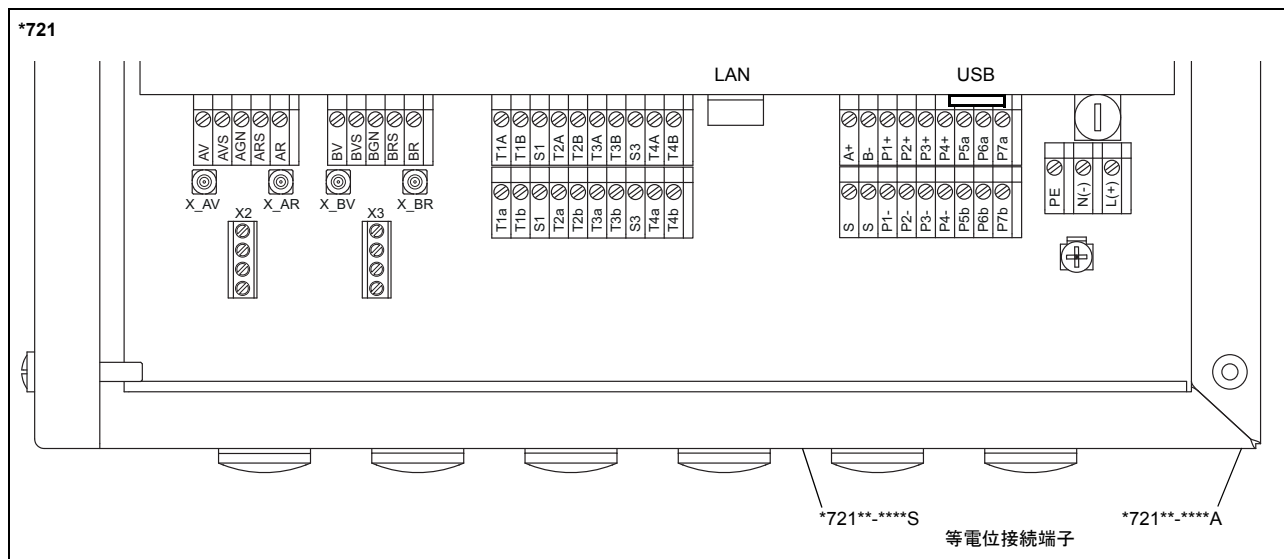 *721
LAN USB
AV AVS AGN ARS AR
BV BVS BGN BRS BR
T1A T1B S1 T2A T2B T3A T3B S3 T4A T4B
A+ B- P1+ P2+ P3+ P4+ P5a P6a P7a
PE N(-) L(+)
X_AV X_AR X_BV X_BR
X2 X3
T1a T1b S1 T2a T2b T3a T3b S3 T4a T4b
S S P1- P2- P3- P4- P5b P6b P7b
*721**-****S *721**-****A
等電位接続端子